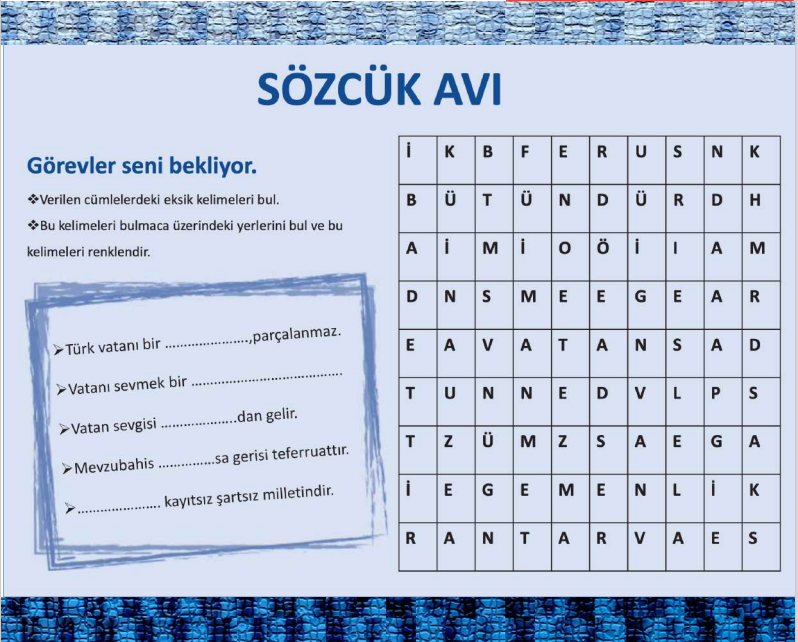 SÖZCÜK AVI
Görevler seni bekliyor.
❖Verilen cümlelerdeki eksik kelimeleri bul.
❖Bu kelimeleri bulmaca üzerindeki yerlerini bul ve bu
kelimeleri renklendir.
➢Türk vatanı bir ......................,parçalanmaz.
➢Vatanı sevmek bir .......................................
➢Vatan sevgisi ....................dan gelir.
➢Mevzubahis ...............sa gerisi teferruattır.
➢...................... kayıtsız şartsız milletindir.
İ K B F E R U S N K
B Ü T Ü N D Ü R D H
A İ M İ O Ö İ I A M
D N S M E E G E A R
E A V A T A N S A D
T U N N E D V L P S
T Z Ü M Z S A E G A
İ E G E M E N L İ K
R A N T A R V A E S